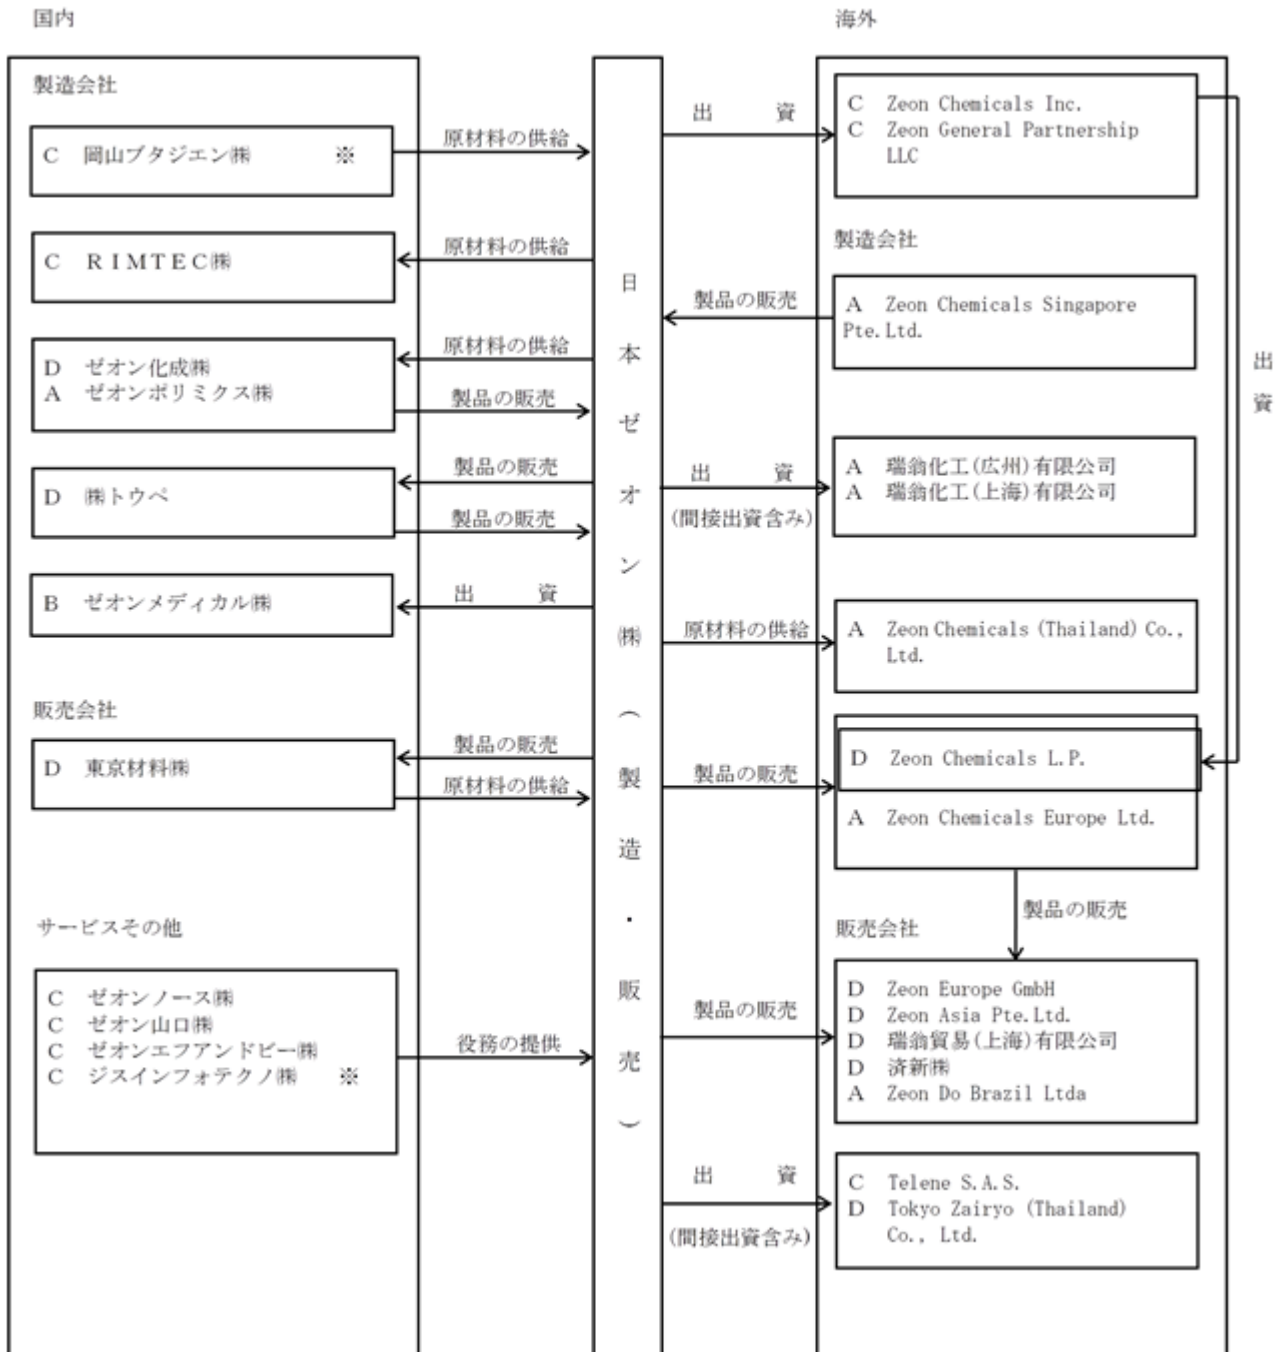 国内
製造会社
C 岡山ブタジエン㈱ ※
原材料の供給
C RIMTEC㈱
原材料の供給
D ゼオン化成㈱
A ゼオンポリミクス㈱
原材料の供給
製品の販売
D ㈱トウペ
製品の販売
製品の販売
B ゼオンメディカル㈱
出 資
販売会社
D 東京材料㈱
製品の販売
原材料の供給
サービスその他
C ゼオンノース㈱
C ゼオン山口㈱
C ゼオンエフアンドビー㈱
C ジスインフォテクノ㈱ ※
役務の提供
日本ゼオン㈱(製造・販売)
海外
出 資
C Zeon Chemicals Inc.
C Zeon General Partnership
LLC
製造会社
製品の販売
A Zeon Chemicals Singapore
Pte.Ltd.
出
資
出 資
(間接出資含み)
A 瑞翁化工(広州)有限公司
A 瑞翁化工(上海)有限公司
原材料の供給
A Zeon Chemicals (Thailand) Co.,
Ltd.
製品の販売
D Zeon Chemicals L.P.
A Zeon Chemicals Europe Ltd.
製品の販売
販売会社
製品の販売
D Zeon Europe GmbH
D Zeon Asia Pte.Ltd.
D 瑞翁貿易(上海)有限公司
D 済新㈱
A Zeon Do Brazil Ltda
出 資
(間接出資含み)
C Telene S.A.S.
D Tokyo Zairyo (Thailand)
Co., Ltd.